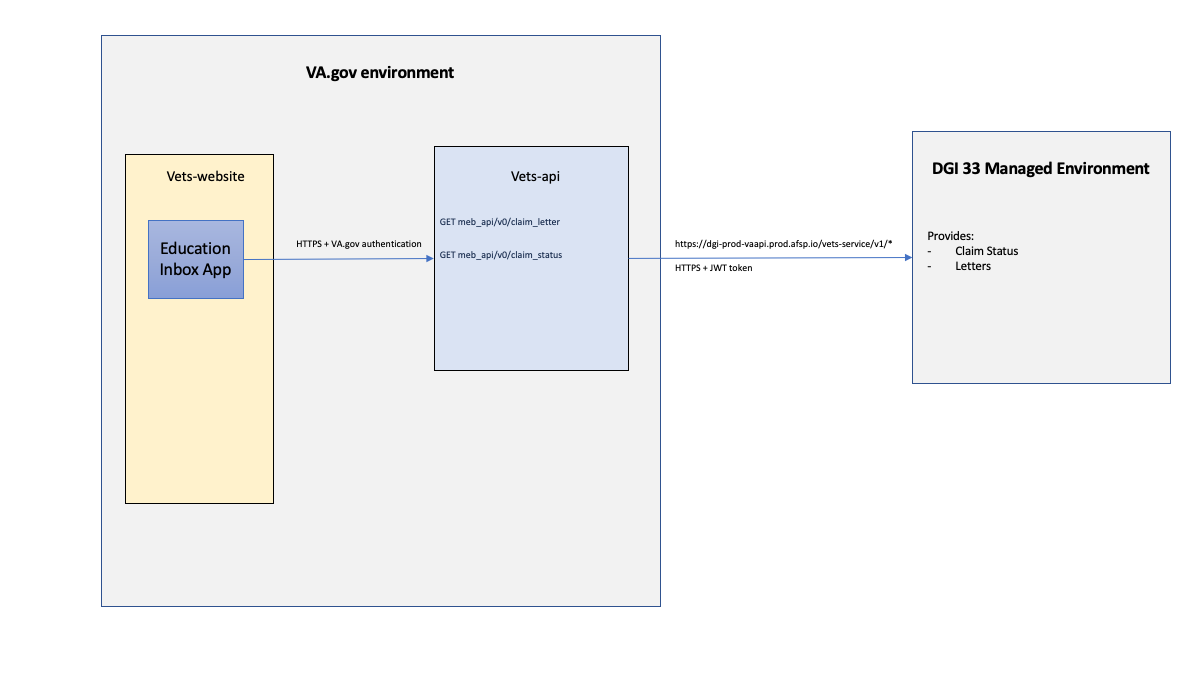 VA.gov environment
Vets-website
Education
Inbox App
HTTPS + VA.gov authentication
Vets-api
GET meb_api/v0/claim_letter
GET meb_api/v0/claim_status
https://dgi-prod-vaapi.prod.afsp.io/vets-service/v1/*
HTTPS + JWT token
DGI 33 Managed Environment
Provides:
- Claim Status
- Letters